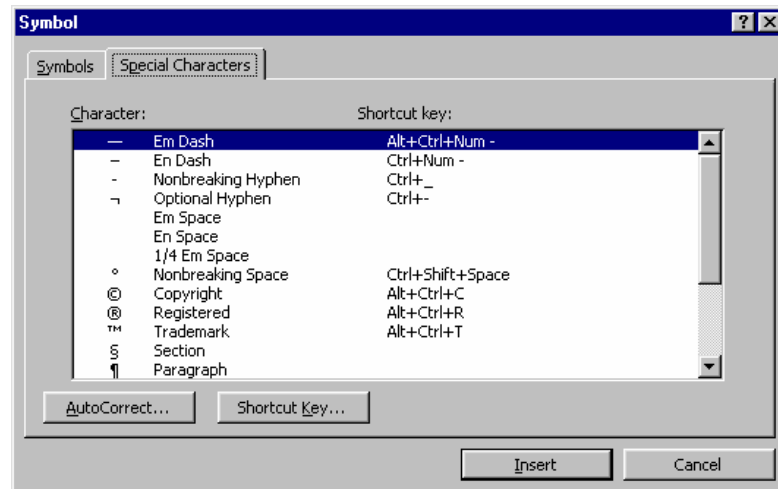 Symbol
Symbols Special Characters
Character: Shortcut key:
— Em Dash Alt+Ctrl+Num -
– En Dash Ctrl+Num -
- Nonbreaking Hyphen Ctrl+_
¬ Optional Hyphen Ctrl+-
Em Space
En Space
1/4 Em Space
° Nonbreaking Space Ctrl+Shift+Space
© Copyright Alt+Ctrl+C
® Registered Alt+Ctrl+R
™ Trademark Alt+Ctrl+T
§ Section
¶ Paragraph
AutoCorrect... Shortcut Key...
Insert Cancel